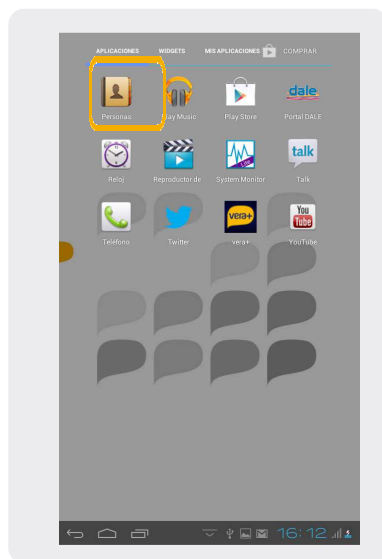 APLICACIONES WIDGETS MIS APLICACIONES COMPRAR
dale
Personas Play Music Play Store Portal DALE
Lite talk
Reloj Reproductor de System Monitor Talk
vera+ You Tube
Teléfono Twitter vera+ YouTube
16:12